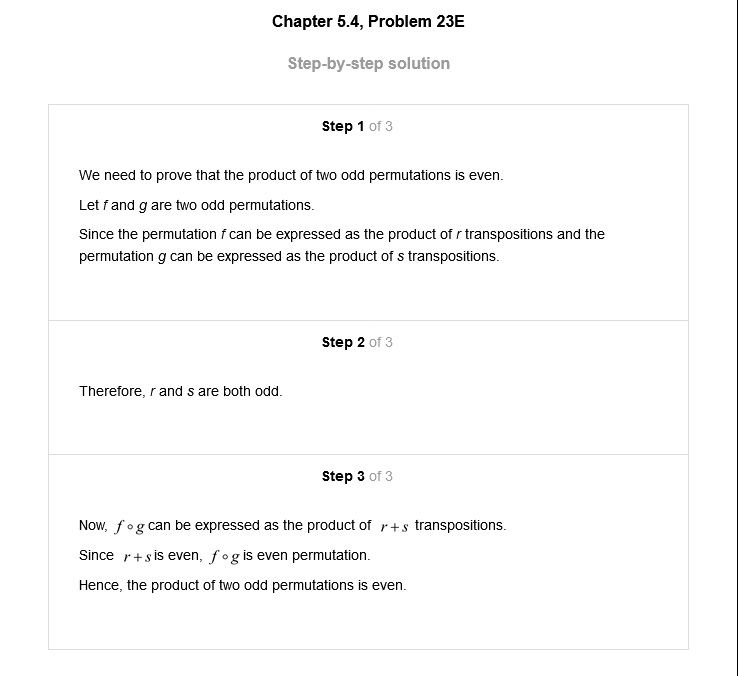 Chapter 5.4, Problem 23E
Step-by-step solution
Step 1 of 3
We need to prove that the product of two odd permutations is even.
Let f and g are two odd permutations.
Since the permutation f can be expressed as the product of r transpositions and the
permutation g can be expressed as the product of s transpositions.
Step 2 of 3
Therefore, r and s are both odd.
Step 3 of 3
Now, f ∘ g can be expressed as the product of r + s transpositions.
Since r + s is even, f ∘ g is even permutation.
Hence, the product of two odd permutations is even.